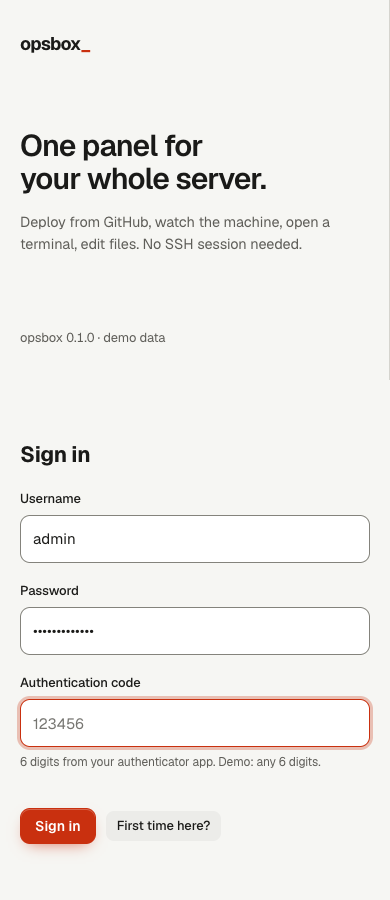 opsbox_
One panel for
your whole server.
Deploy from GitHub, watch the machine, open a
terminal, edit files. No SSH session needed.
opsbox 0.1.0 · demo data
Sign in
Username
admin
Password
•••••••••••••
Authentication code
123456
6 digits from your authenticator app. Demo: any 6 digits.
Sign in
First time here?